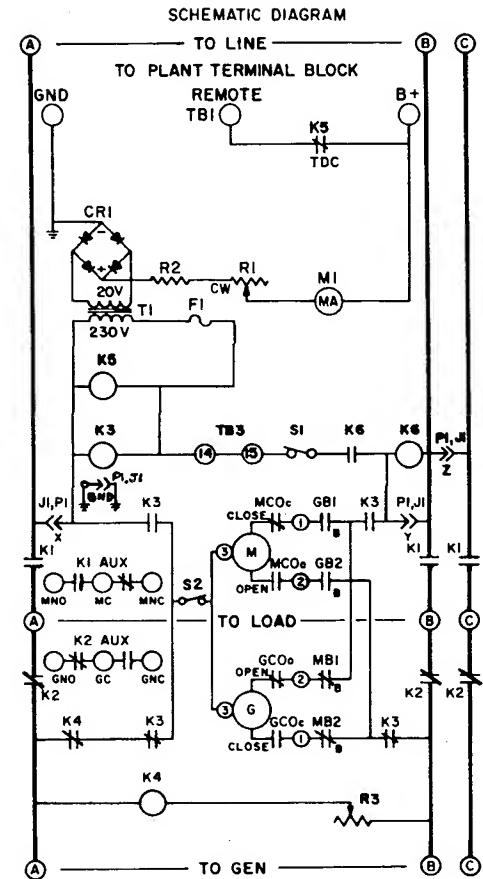 SCHEMATIC DIAGRAM
A TO LINE B C
TO PLANT TERMINAL BLOCK
GND REMOTE B+
TB1
K5
TDC
CR1
- +
20V
R2 R1
CW
M1
MA
T1
230V
F1
K5
K3 TB3 S1 K6 K6 P1,J1
14 15
Z
P1,J1
GND
J1,P1 K3 MCOc GB1 K3 P1,J1
X CLOSE 1 B Y
K1 M K1 K1
K1 AUX S2 3 MCOo GB2
MNO MC MNC OPEN 2 B
A TO LOAD B C
K2 AUX
GNO GC GNC GCOo MB1
OPEN 2 B
K2 3 G K2 K2
K4 K3 GCOc MB2 K3
CLOSE 1 B
K4 R3
A TO GEN B C